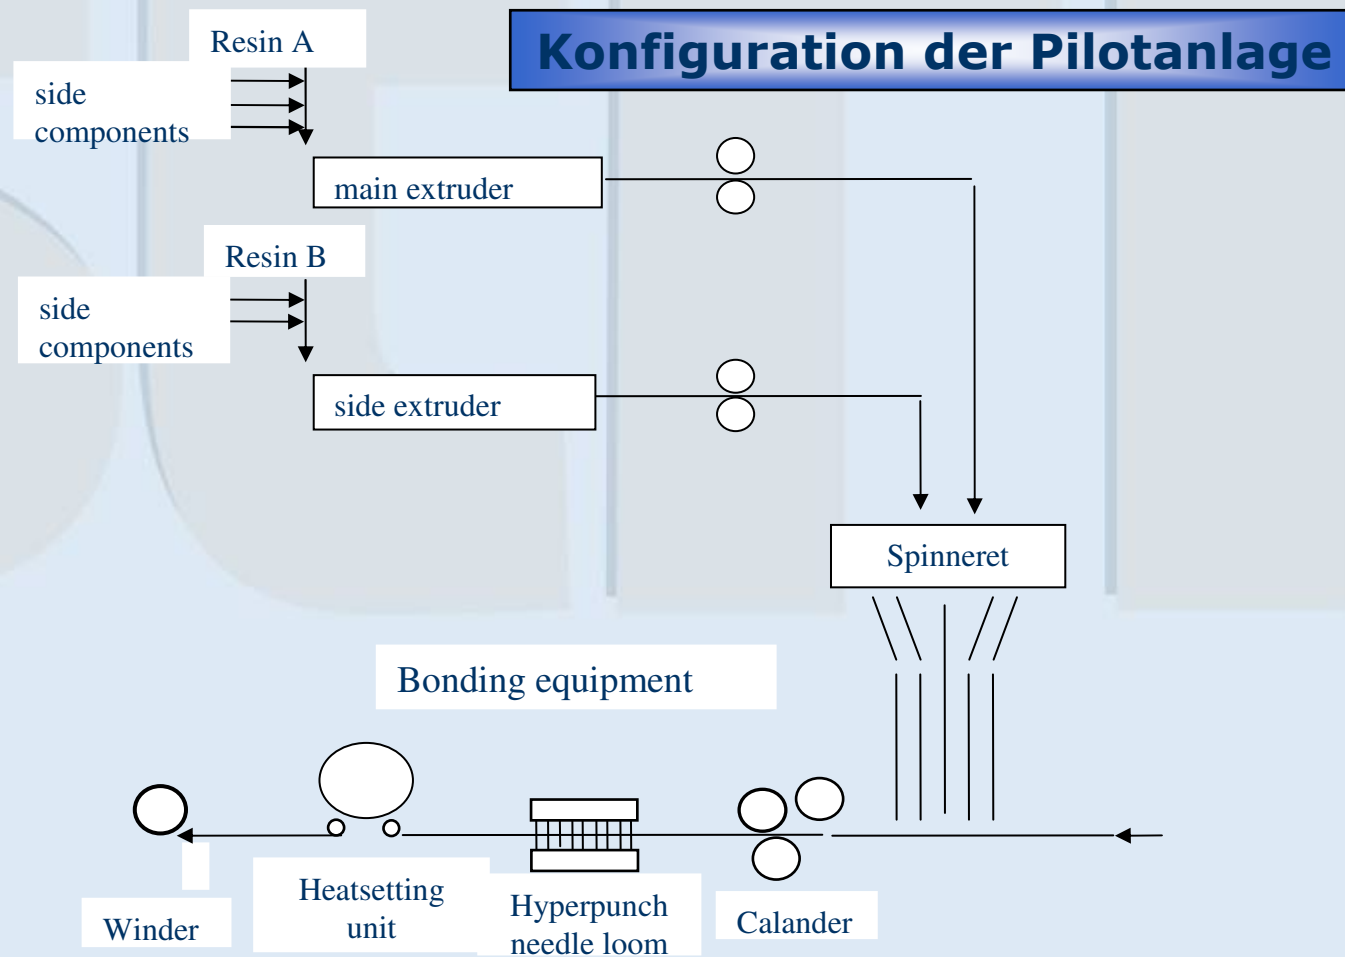 Konfiguration der Pilotanlage
Resin A
side
components
main extruder
Resin B
side
components
side extruder
Spinneret
Bonding equipment
Winder
Heatsetting
unit
Hyperpunch
needle loom
Calander